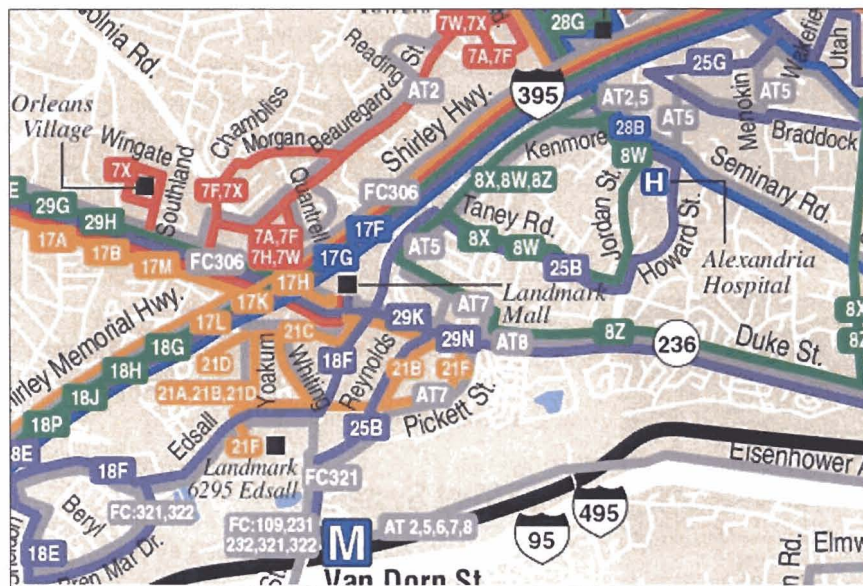 7W,7X
28G
7A,7F
Reading
St.
AT2
25G
Wakefield
Utah
395
Shirley Hwy.
AT2,5
AT5
AT5
Menokin
Braddock
28B
Kenmore
8W
Orleans
Village
Wingate
7X
Southland
Chambliss
Morgan
Beauregard
7F,7X
Quantrell
FC306
8X,8W,8Z
Jordan St.
H
Seminary Rd.
E
29G
29H
17A
17B
17M
FC306
7A,7F
7H,7W
17F
17G
17H
AT5
Taney Rd.
8X
8W
25B
Howard St.
Alexandria
Hospital
17K
17L
Shirley Memorial Hwy.
Landmark
Mall
AT7
29K
29N
AT8
8Z
236
Duke St.
8X
8Z
18G
18H
18J
18P
18E
21C
21D
21A,21B,21D
Yoakum
Whiting
18F
Reynolds
21B
21F
AT7
Pickett St.
25B
Edsall
21F
Landmark
6295 Edsall
FC321
18F
Beryl
FC:321,322
18E
Bren Mar Dr.
FC:109,231
232,321,322
M
AT 2,5,6,7,8
Van Dorn St.
95
495
Eisenhower A
Rd.
Elmw